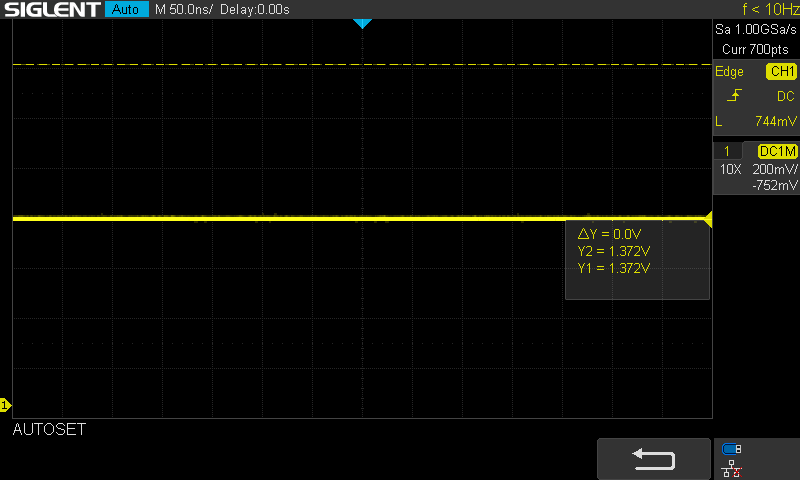 SIGLENT Auto M 50.0ns/ Delay:0.00s f < 10Hz
Sa 1.00GSa/s
Curr 700pts
Edge CH1
DC
L 744mV
1 DC1M
10X 200mV/
-752mV
△Y = 0.0V
Y2 = 1.372V
Y1 = 1.372V
1
AUTOSET